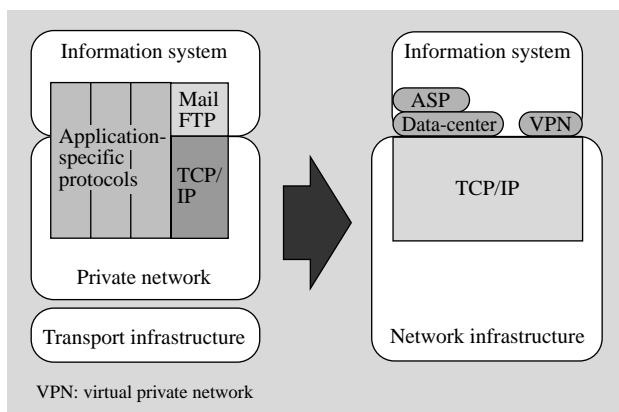 Information system
Mail
FTP
Application-
specific
protocols
TCP/
IP
Private network
Transport infrastructure
Information system
ASP
Data-center
VPN
TCP/IP
Network infrastructure
VPN: virtual private network